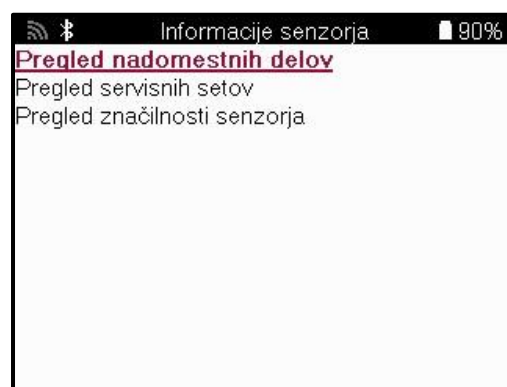 Informacije senzorja 90%
Pregled nadomestnih delov
Pregled servisnih setov
Pregled značilnosti senzorja